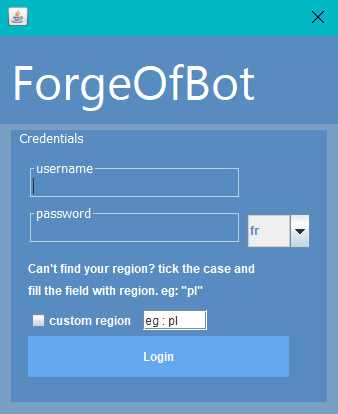 ForgeOfBot
Credentials
username
password
fr
Can't find your region? tick the case and
fill the field with region. eg: "pl"
custom region
eg : pl
Login